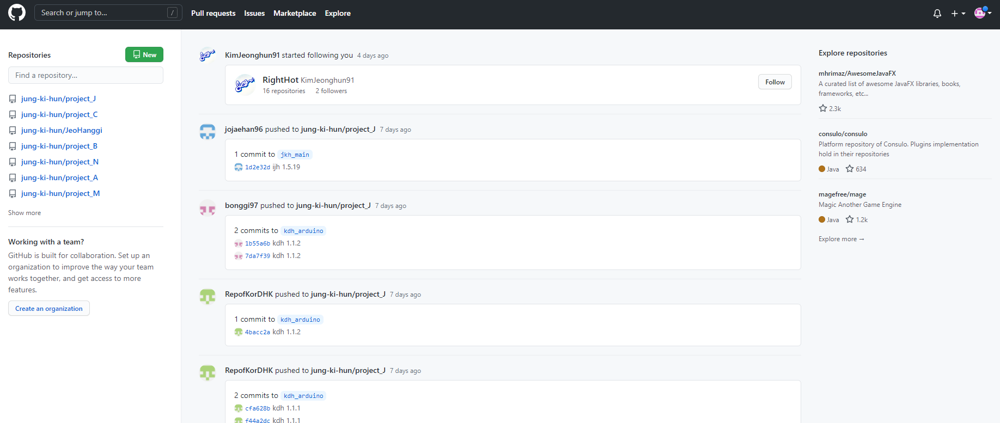 Search or jump to... /
Pull requests Issues Marketplace Explore
Repositories
New
Find a repository...
jung-ki-hun/project_J
jung-ki-hun/project_C
jung-ki-hun/JeoHanggi
jung-ki-hun/project_B
jung-ki-hun/project_N
jung-ki-hun/project_A
jung-ki-hun/project_M
Show more
Working with a team?
GitHub is built for collaboration. Set up an
organization to improve the way your team
works together, and get access to more
features.
Create an organization
KimJeonghun91 started following you 4 days ago
RightHot KimJeonghun91
16 repositories 2 followers
Follow
jojaehan96 pushed to jung-ki-hun/project_J 7 days ago
1 commit to jkh_main
1d2e32d ijh 1.5.19
bonggi97 pushed to jung-ki-hun/project_J 7 days ago
2 commits to kdh_arduino
1b55a6b kdh 1.1.2
7da7f39 kdh 1.1.2
RepofKorDHK pushed to jung-ki-hun/project_J 7 days ago
1 commit to kdh_arduino
4bacc2a kdh 1.1.2
RepofKorDHK pushed to jung-ki-hun/project_J 7 days ago
2 commits to kdh_arduino
cfa628b kdh 1.1.1
f44a2dc kdh 1.1.1
Explore repositories
mhrimaz/AwesomeJavaFX
A curated list of awesome JavaFX libraries, books,
frameworks, etc...
2.3k
consulo/consulo
Platform repository of Consulo. Plugins implementation
hold in their repositories
Java 634
magefree/mage
Magic Another Game Engine
Java 1.2k
Explore more →